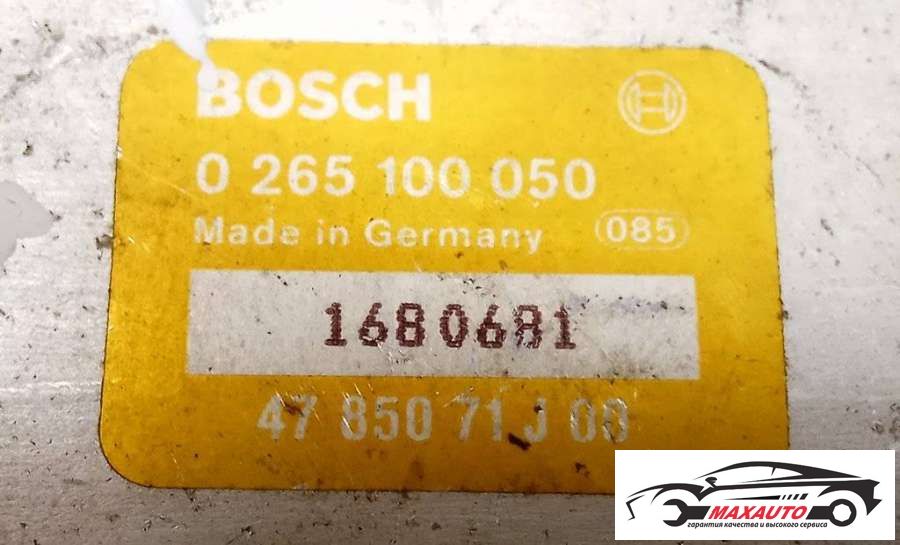 BOSCH
0 265 100 050
Made in Germany 085
1680681
47 850 71 J 00
MAXAUTO
гарантия качества и высокого сервиса